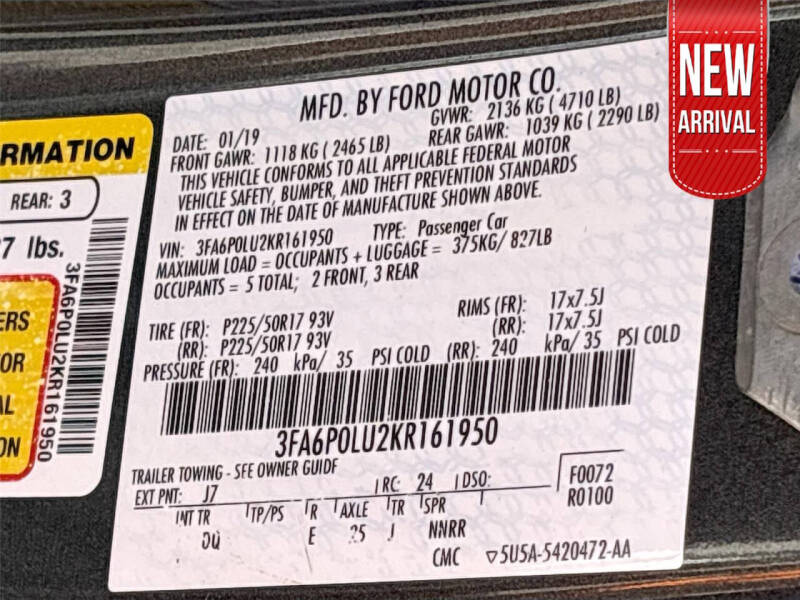 NEW
ARRIVAL
MFD. BY FORD MOTOR CO.
DATE: 01/19 GVWR: 2136 KG (4710 LB)
FRONT GAWR: 1118 KG (2465 LB) REAR GAWR: 1039 KG (2290 LB)
THIS VEHICLE CONFORMS TO ALL APPLICABLE FEDERAL MOTOR
VEHICLE SAFETY, BUMPER, AND THEFT PREVENTION STANDARDS
IN EFFECT ON THE DATE OF MANUFACTURE SHOWN ABOVE.
VIN: 3FA6P0LU2KR161950 TYPE: Passenger Car
MAXIMUM LOAD = OCCUPANTS + LUGGAGE = 375KG/ 827LB
OCCUPANTS = 5 TOTAL; 2 FRONT, 3 REAR
TIRE (FR): P225/50R17 93V RIMS (FR): 17x7.5J
(RR): P225/50R17 93V (RR): 17x7.5J
PRESSURE (FR): 240 kPa/ 35 PSI COLD (RR): 240 kPa/ 35 PSI COLD
3FA6P0LU2KR161950
TRAILER TOWING - SEE OWNER GUIDE
EXT PNT: J7 RC: 24 DSO: F0072
R0100
INT TR TP/PS R AXLE TR SPR
E J NNRR
CMC ▽5U5A-5420472-AA
RMATION
REAR: 3
7 lbs.
3FA6P0LU2KR161950
ERS
OR
AL
ON